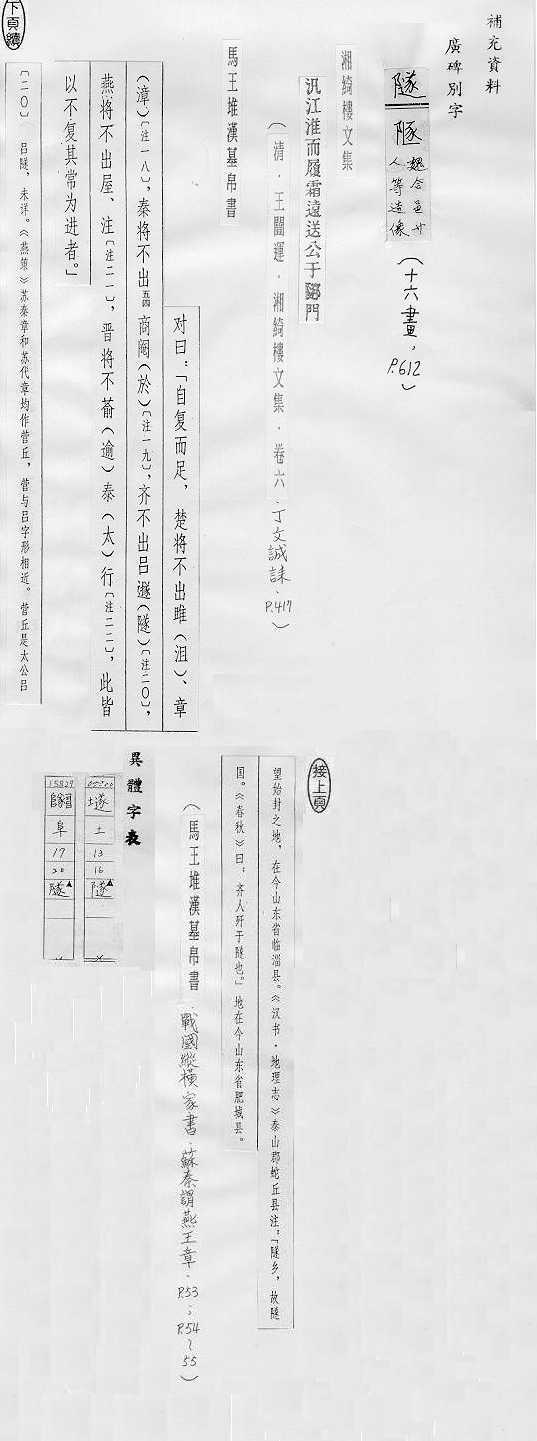 補充資料
廣碑別字
隧
魏合邑廿
人等造像
（十六畫，P.612）
湘綺樓文集
汎江淮而履霜遠送公于
門
（清．王闓運．湘綺樓文集．卷六．丁文誠誄．P.417）
馬王堆漢墓帛書
对曰：「自复而足，楚将不出雎（沮）、章
（漳）〔注一八〕，秦将不出五四商閹（於）〔注一九〕，齐不出吕隧（隧）〔注二〇〕，
燕将不出屋、注〔注二一〕，晋将不萮（逾）泰（太）行〔注二二〕，此皆
以不复其常为进者。」
〔二〇〕 吕隧，未详。《燕策》苏秦章和苏代章均作营丘，营与吕字形相近。营丘是太公吕
下頁續
接上頁
望始封之地，在今山东省临淄县。《汉书·地理志》泰山郡蛇丘县注：「隧乡，故隧
国。《春秋》曰：齐人歼于隧也。」地在今山东省肥城县。
（馬王堆漢墓帛書．戰國縱橫家書．蘇秦謂燕王章．P.53；P.54~55）
異體字表
土
13
16
隧▲
15829
阜
17
20
隧▲